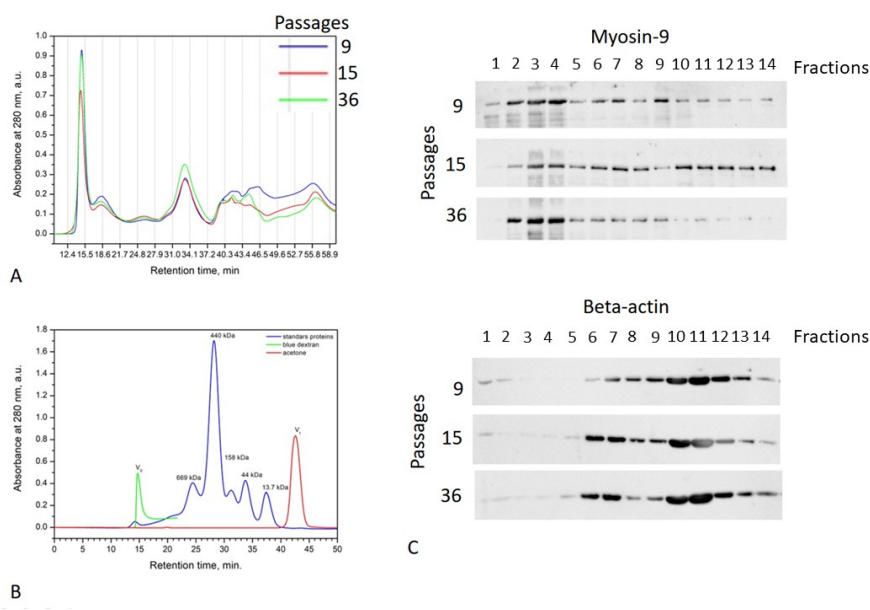 Passages
9
15
36
Absorbance at 280 nm, a.u.
1.0
0.9
0.8
0.7
0.6
0.5
0.4
0.3
0.2
0.1
0.0
12.4 15.5 18.6 21.7 24.8 27.9 31.0 34.1 37.2 40.3 43.4 46.5 49.6 52.7 55.8 58.9
Retention time, min
A
Absorbance at 280 nm, a.u.
1.8
1.6
1.4
1.2
1.0
0.8
0.6
0.4
0.2
0.0
440 kDa
standars proteins
blue dextran
acetone
V0
669 kDa
158 kDa
44 kDa
13.7 kDa
Vt
0 5 10 15 20 25 30 35 40 45 50
Retention time, min.
B
Myosin-9
1 2 3 4 5 6 7 8 9 10 11 12 13 14 Fractions
Passages
9
15
36
Beta-actin
1 2 3 4 5 6 7 8 9 10 11 12 13 14 Fractions
Passages
9
15
36
C